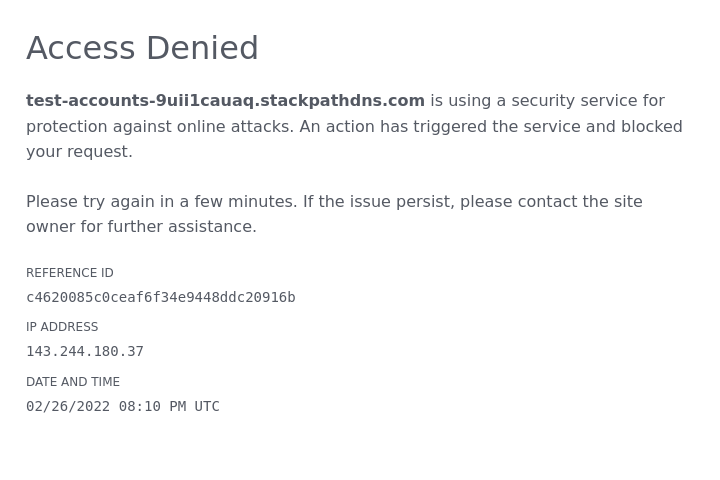 Access Denied
test-accounts-9uii1cauaq.stackpathdns.com is using a security service for
protection against online attacks. An action has triggered the service and blocked
your request.
Please try again in a few minutes. If the issue persist, please contact the site
owner for further assistance.
REFERENCE ID
c4620085c0ceaf6f34e9448ddc20916b
IP ADDRESS
143.244.180.37
DATE AND TIME
02/26/2022 08:10 PM UTC